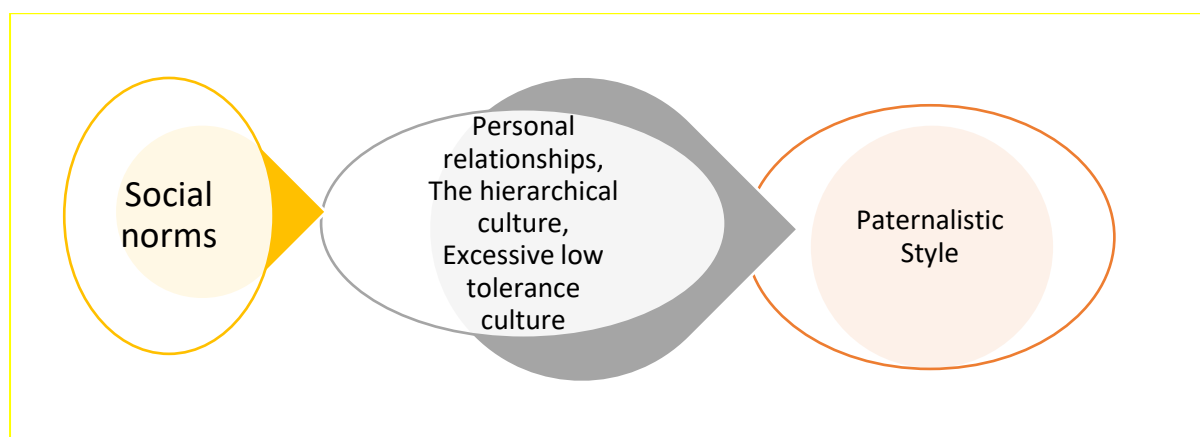 Social
norms
Personal
relationships,
The hierarchical
culture,
Excessive low
tolerance
culture
Paternalistic
Style